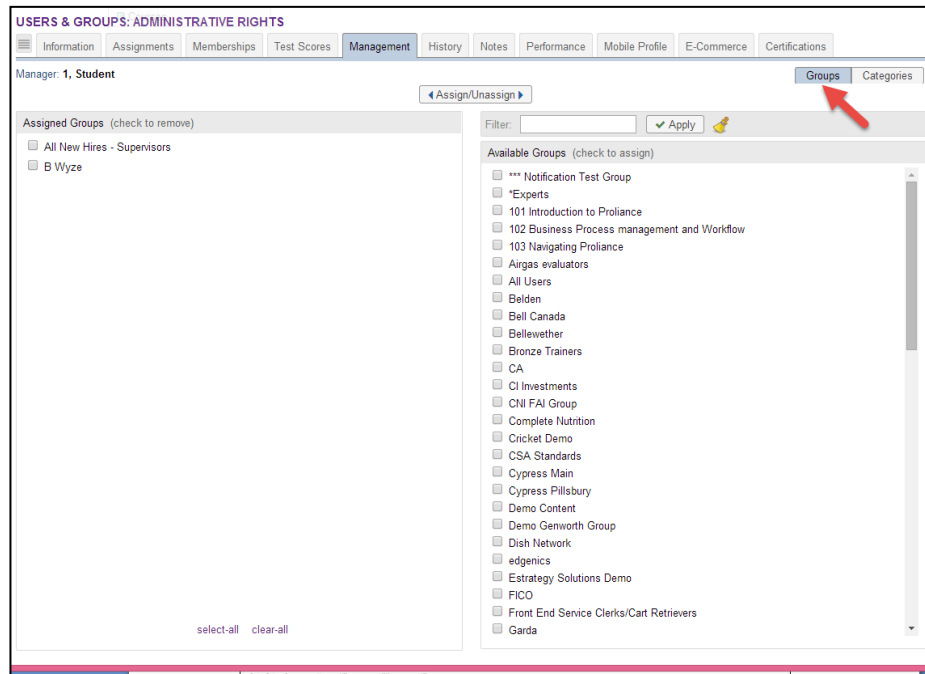 USERS & GROUPS: ADMINISTRATIVE RIGHTS
Information Assignments Memberships Test Scores Management History Notes Performance Mobile Profile E-Commerce Certifications
Manager: 1, Student
Groups Categories
Assign/Unassign
Assigned Groups (check to remove)
All New Hires - Supervisors
B Wyze
select-all clear-all
Filter: Apply
Available Groups (check to assign)
*** Notification Test Group
*Experts
101 Introduction to Proliance
102 Business Process management and Workflow
103 Navigating Proliance
Airgas evaluators
All Users
Belden
Bell Canada
Bellewether
Bronze Trainers
CA
CI Investments
CNI FAI Group
Complete Nutrition
Cricket Demo
CSA Standards
Cypress Main
Cypress Pillsbury
Demo Content
Demo Genworth Group
Dish Network
edgenics
Estrategy Solutions Demo
FICO
Front End Service Clerks/Cart Retrievers
Garda